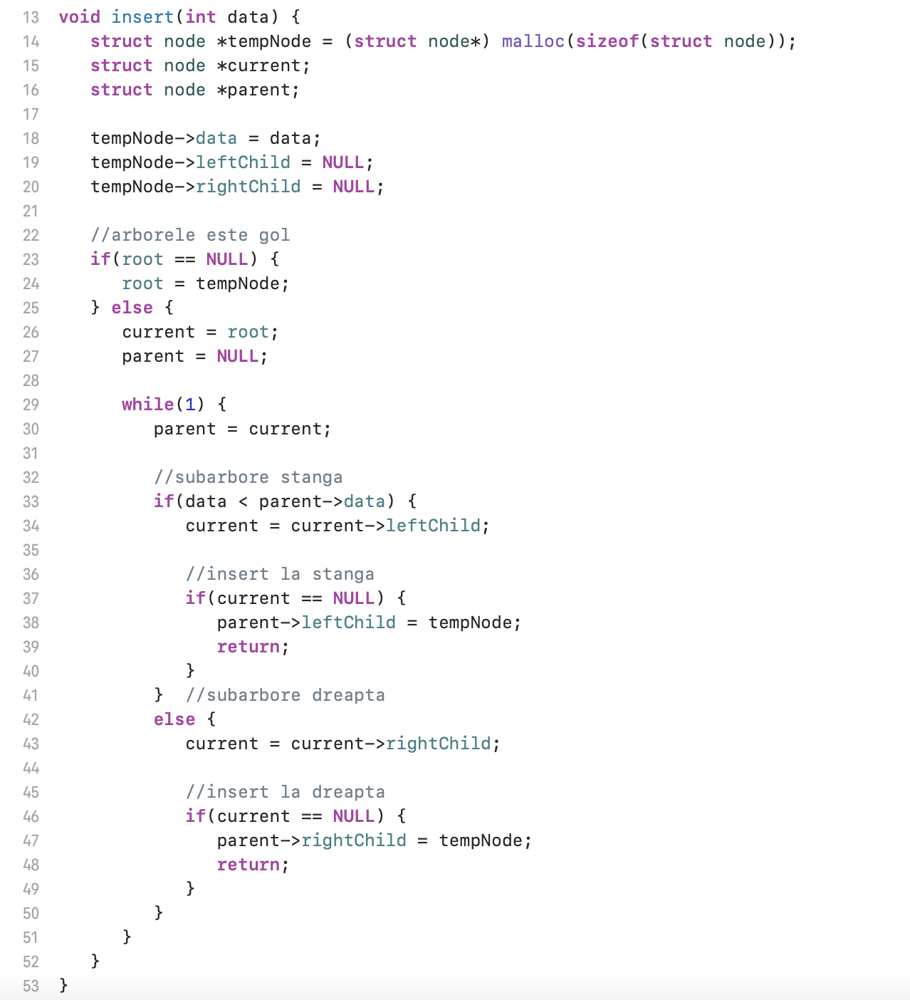 13 void insert(int data) {
14    struct node *tempNode = (struct node*) malloc(sizeof(struct node));
15    struct node *current;
16    struct node *parent;
17
18    tempNode->data = data;
19    tempNode->leftChild = NULL;
20    tempNode->rightChild = NULL;
21
22    //arborele este gol
23    if(root == NULL) {
24       root = tempNode;
25    } else {
26       current = root;
27       parent = NULL;
28
29       while(1) {
30          parent = current;
31
32          //subarbore stanga
33          if(data < parent->data) {
34             current = current->leftChild;
35
36             //insert la stanga
37             if(current == NULL) {
38                parent->leftChild = tempNode;
39                return;
40             }
41          }  //subarbore dreapta
42          else {
43             current = current->rightChild;
44
45             //insert la dreapta
46             if(current == NULL) {
47                parent->rightChild = tempNode;
48                return;
49             }
50          }
51       }
52    }
53 }